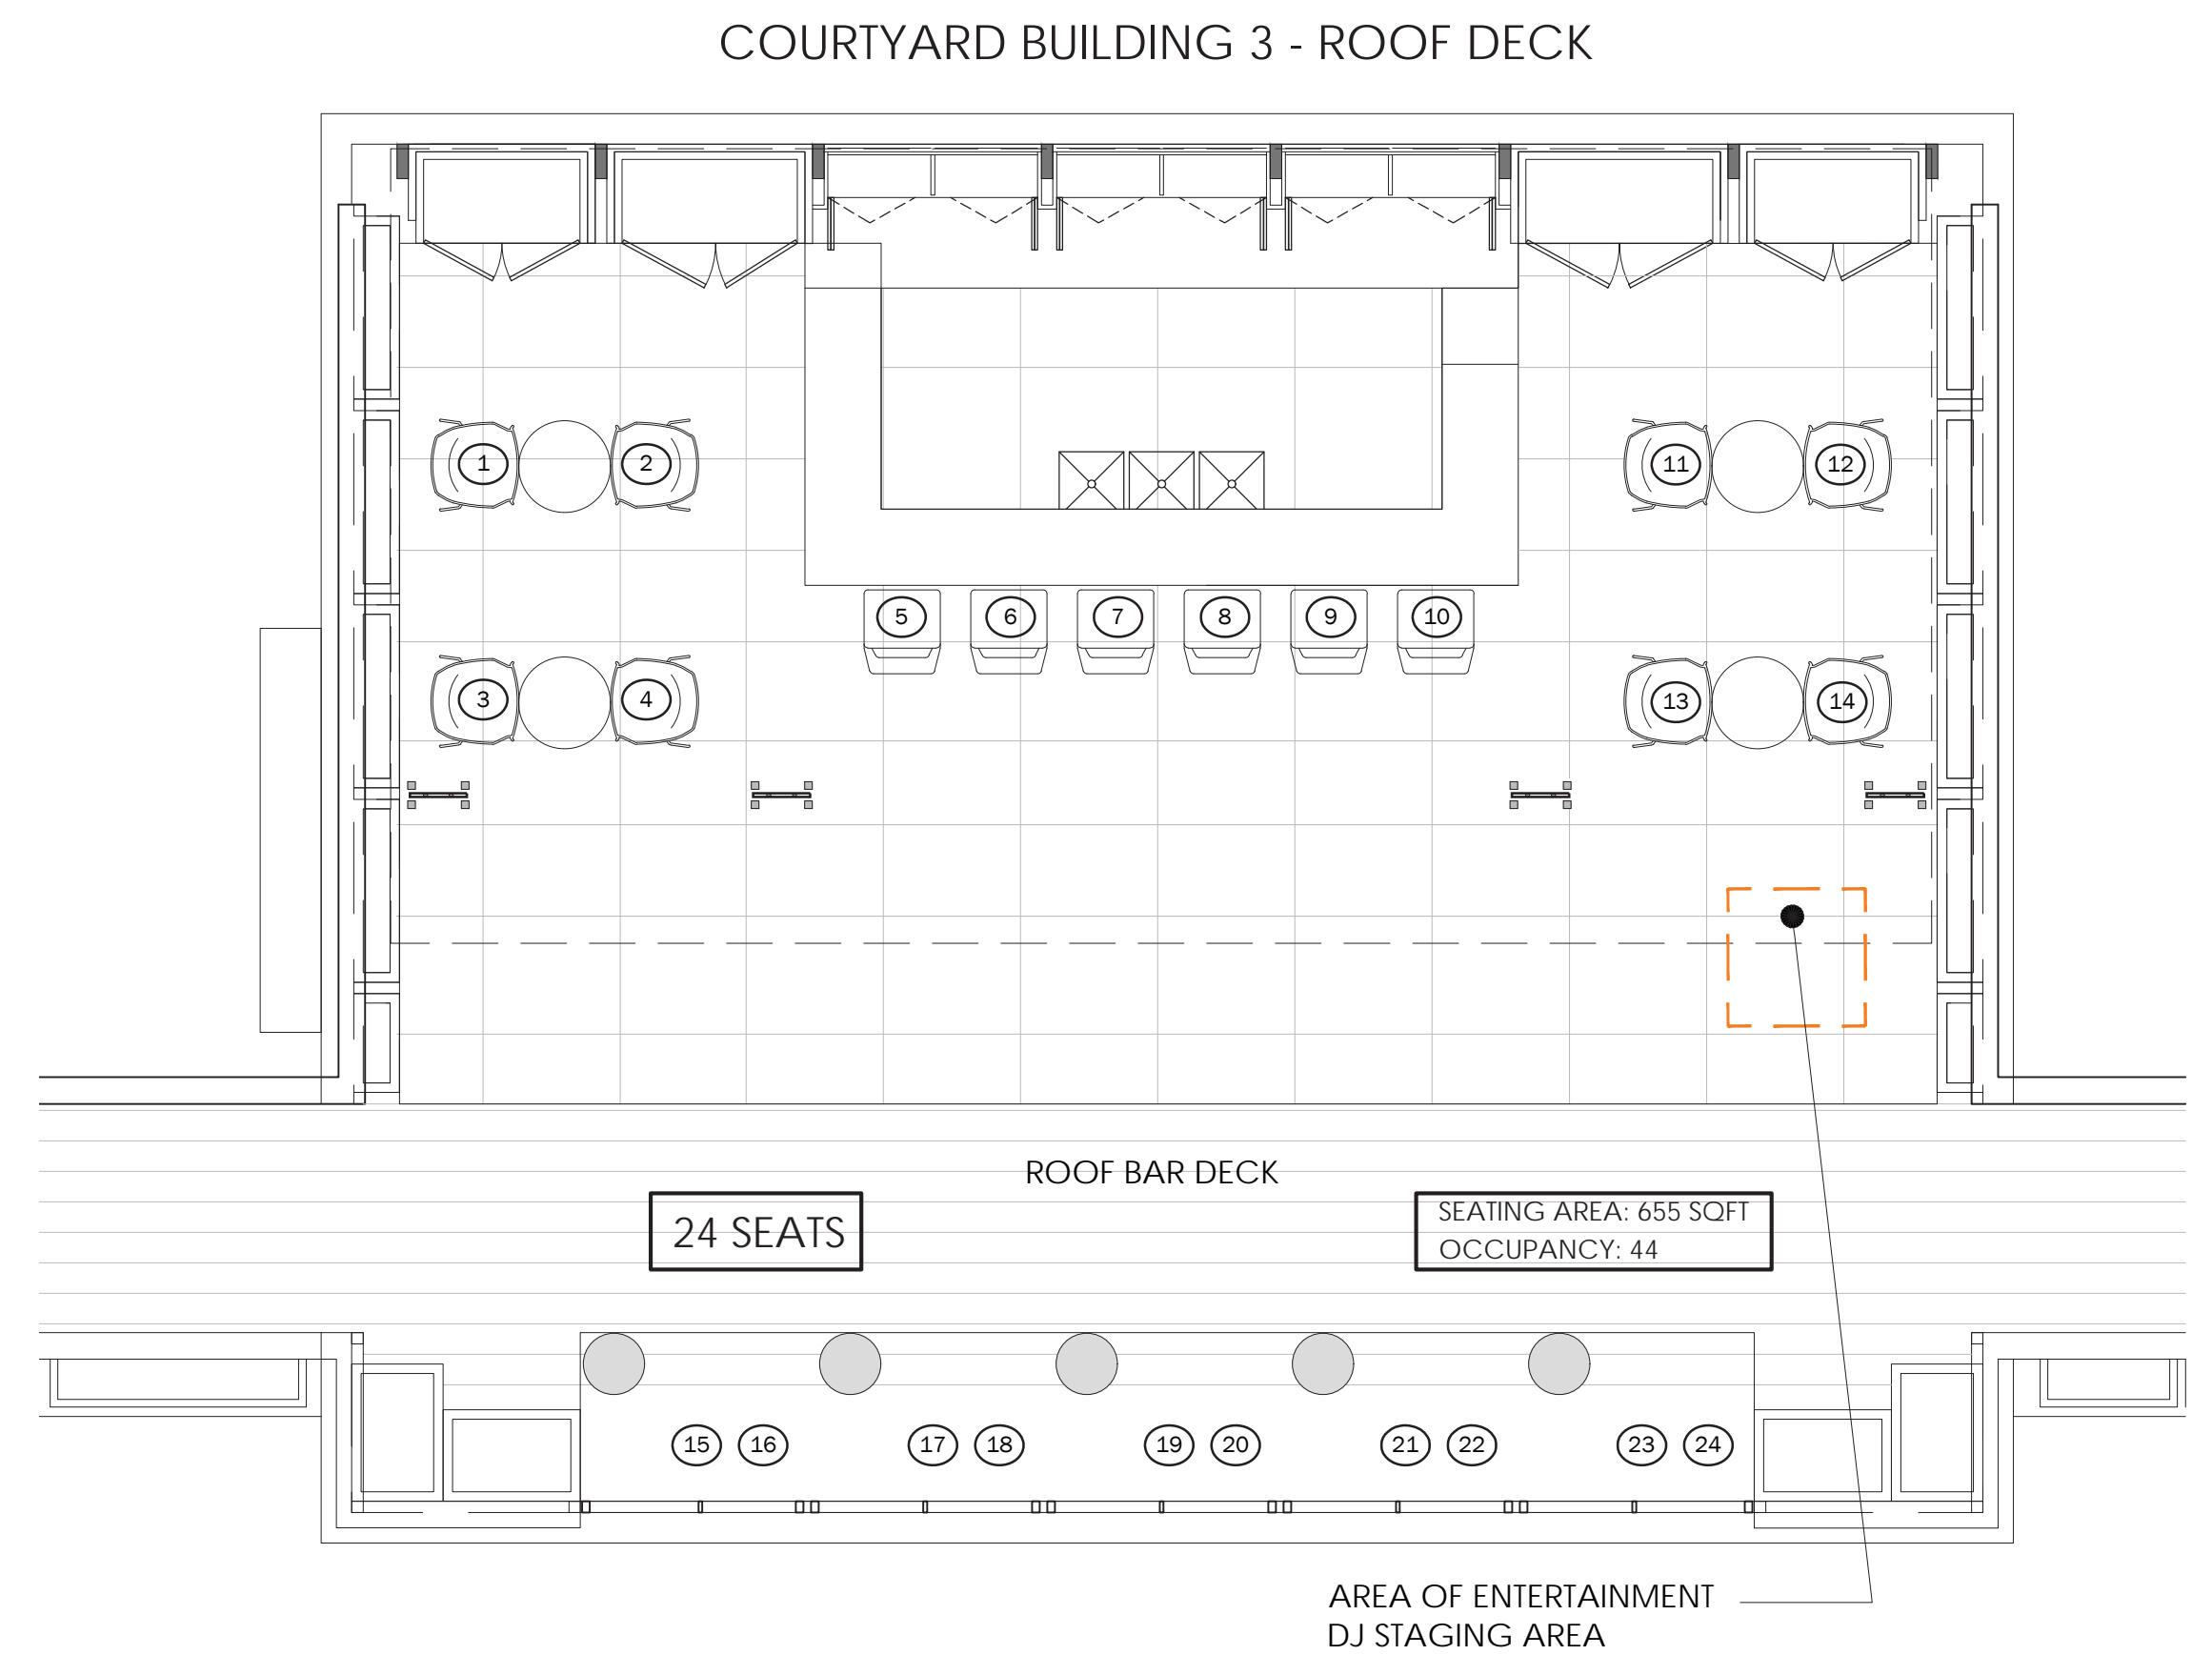 COURTYARD BUILDING 3 - ROOF DECK
1 2 11 12
5 6 7 8 9 10
3 4 13 14
ROOF BAR DECK
24 SEATS
SEATING AREA: 655 SQFT
OCCUPANCY: 44
15 16 17 18 19 20 21 22 23 24
AREA OF ENTERTAINMENT
DJ STAGING AREA